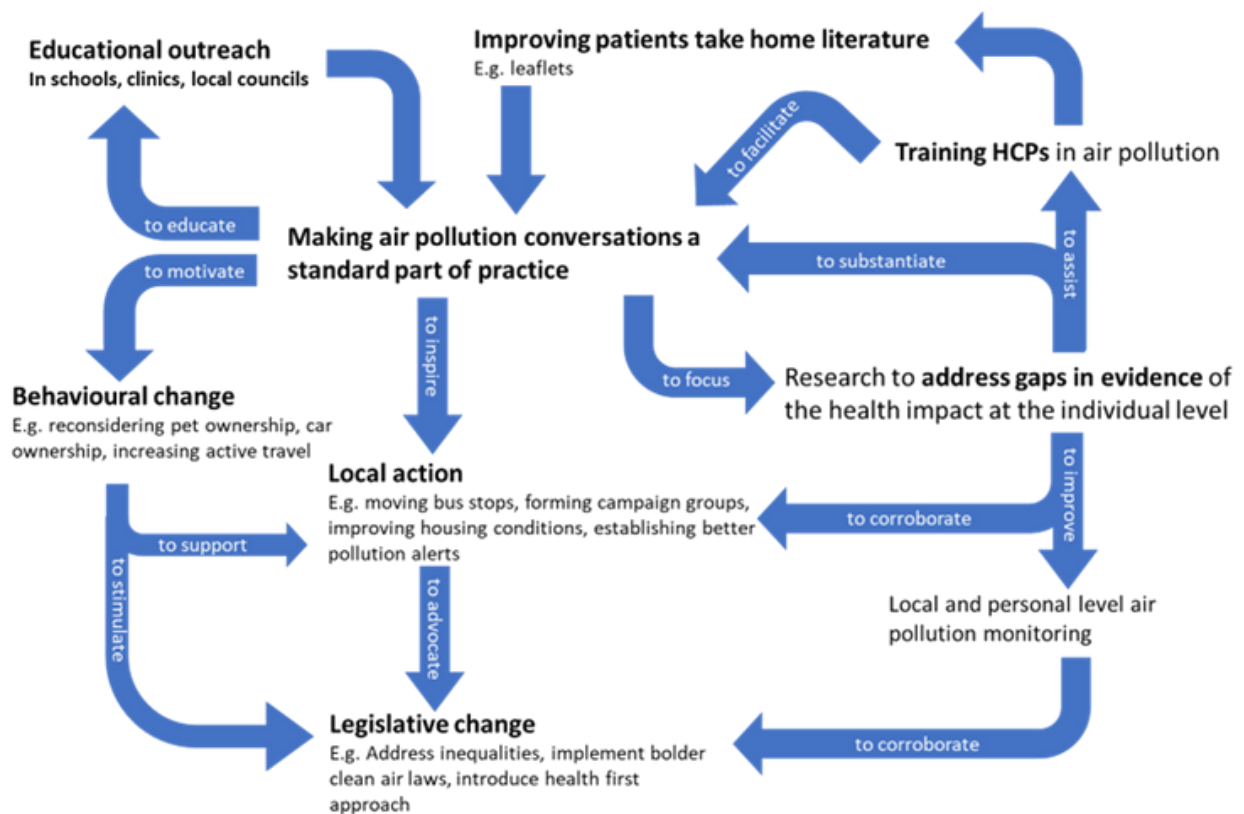 Educational outreach
In schools, clinics, local councils
Improving patients take home literature
E.g. leaflets
to facilitate
Training HCPs in air pollution
to educate
to motivate
Making air pollution conversations a
standard part of practice
to substantiate
to assist
to inspire
to focus
Research to address gaps in evidence of
the health impact at the individual level
Behavioural change
E.g. reconsidering pet ownership, car
ownership, increasing active travel
Local action
E.g. moving bus stops, forming campaign groups,
improving housing conditions, establishing better
pollution alerts
to corroborate
to improve
to support
to stimulate
to advocate
Local and personal level air
pollution monitoring
Legislative change
E.g. Address inequalities, implement bolder
clean air laws, introduce health first
approach
to corroborate